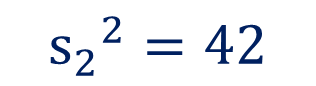 s₂² = 42